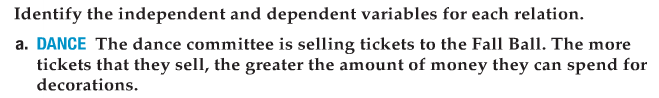 Identify the independent and dependent variables for each relation.
a. DANCE The dance committee is selling tickets to the Fall Ball. The more
tickets that they sell, the greater the amount of money they can spend for
decorations.